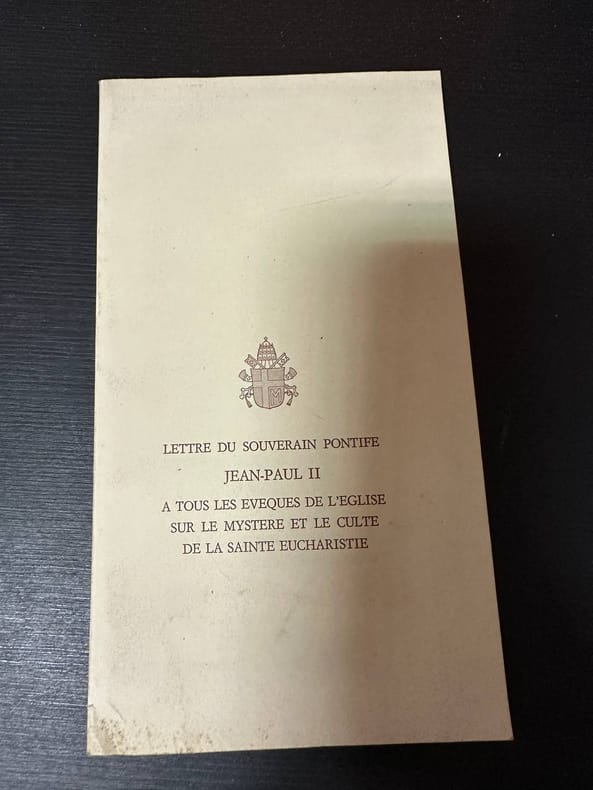 LETTRE DU SOUVERAIN PONTIFE
JEAN-PAUL II
A TOUS LES EVEQUES DE L'EGLISE
SUR LE MYSTERE ET LE CULTE
DE LA SAINTE EUCHARISTIE